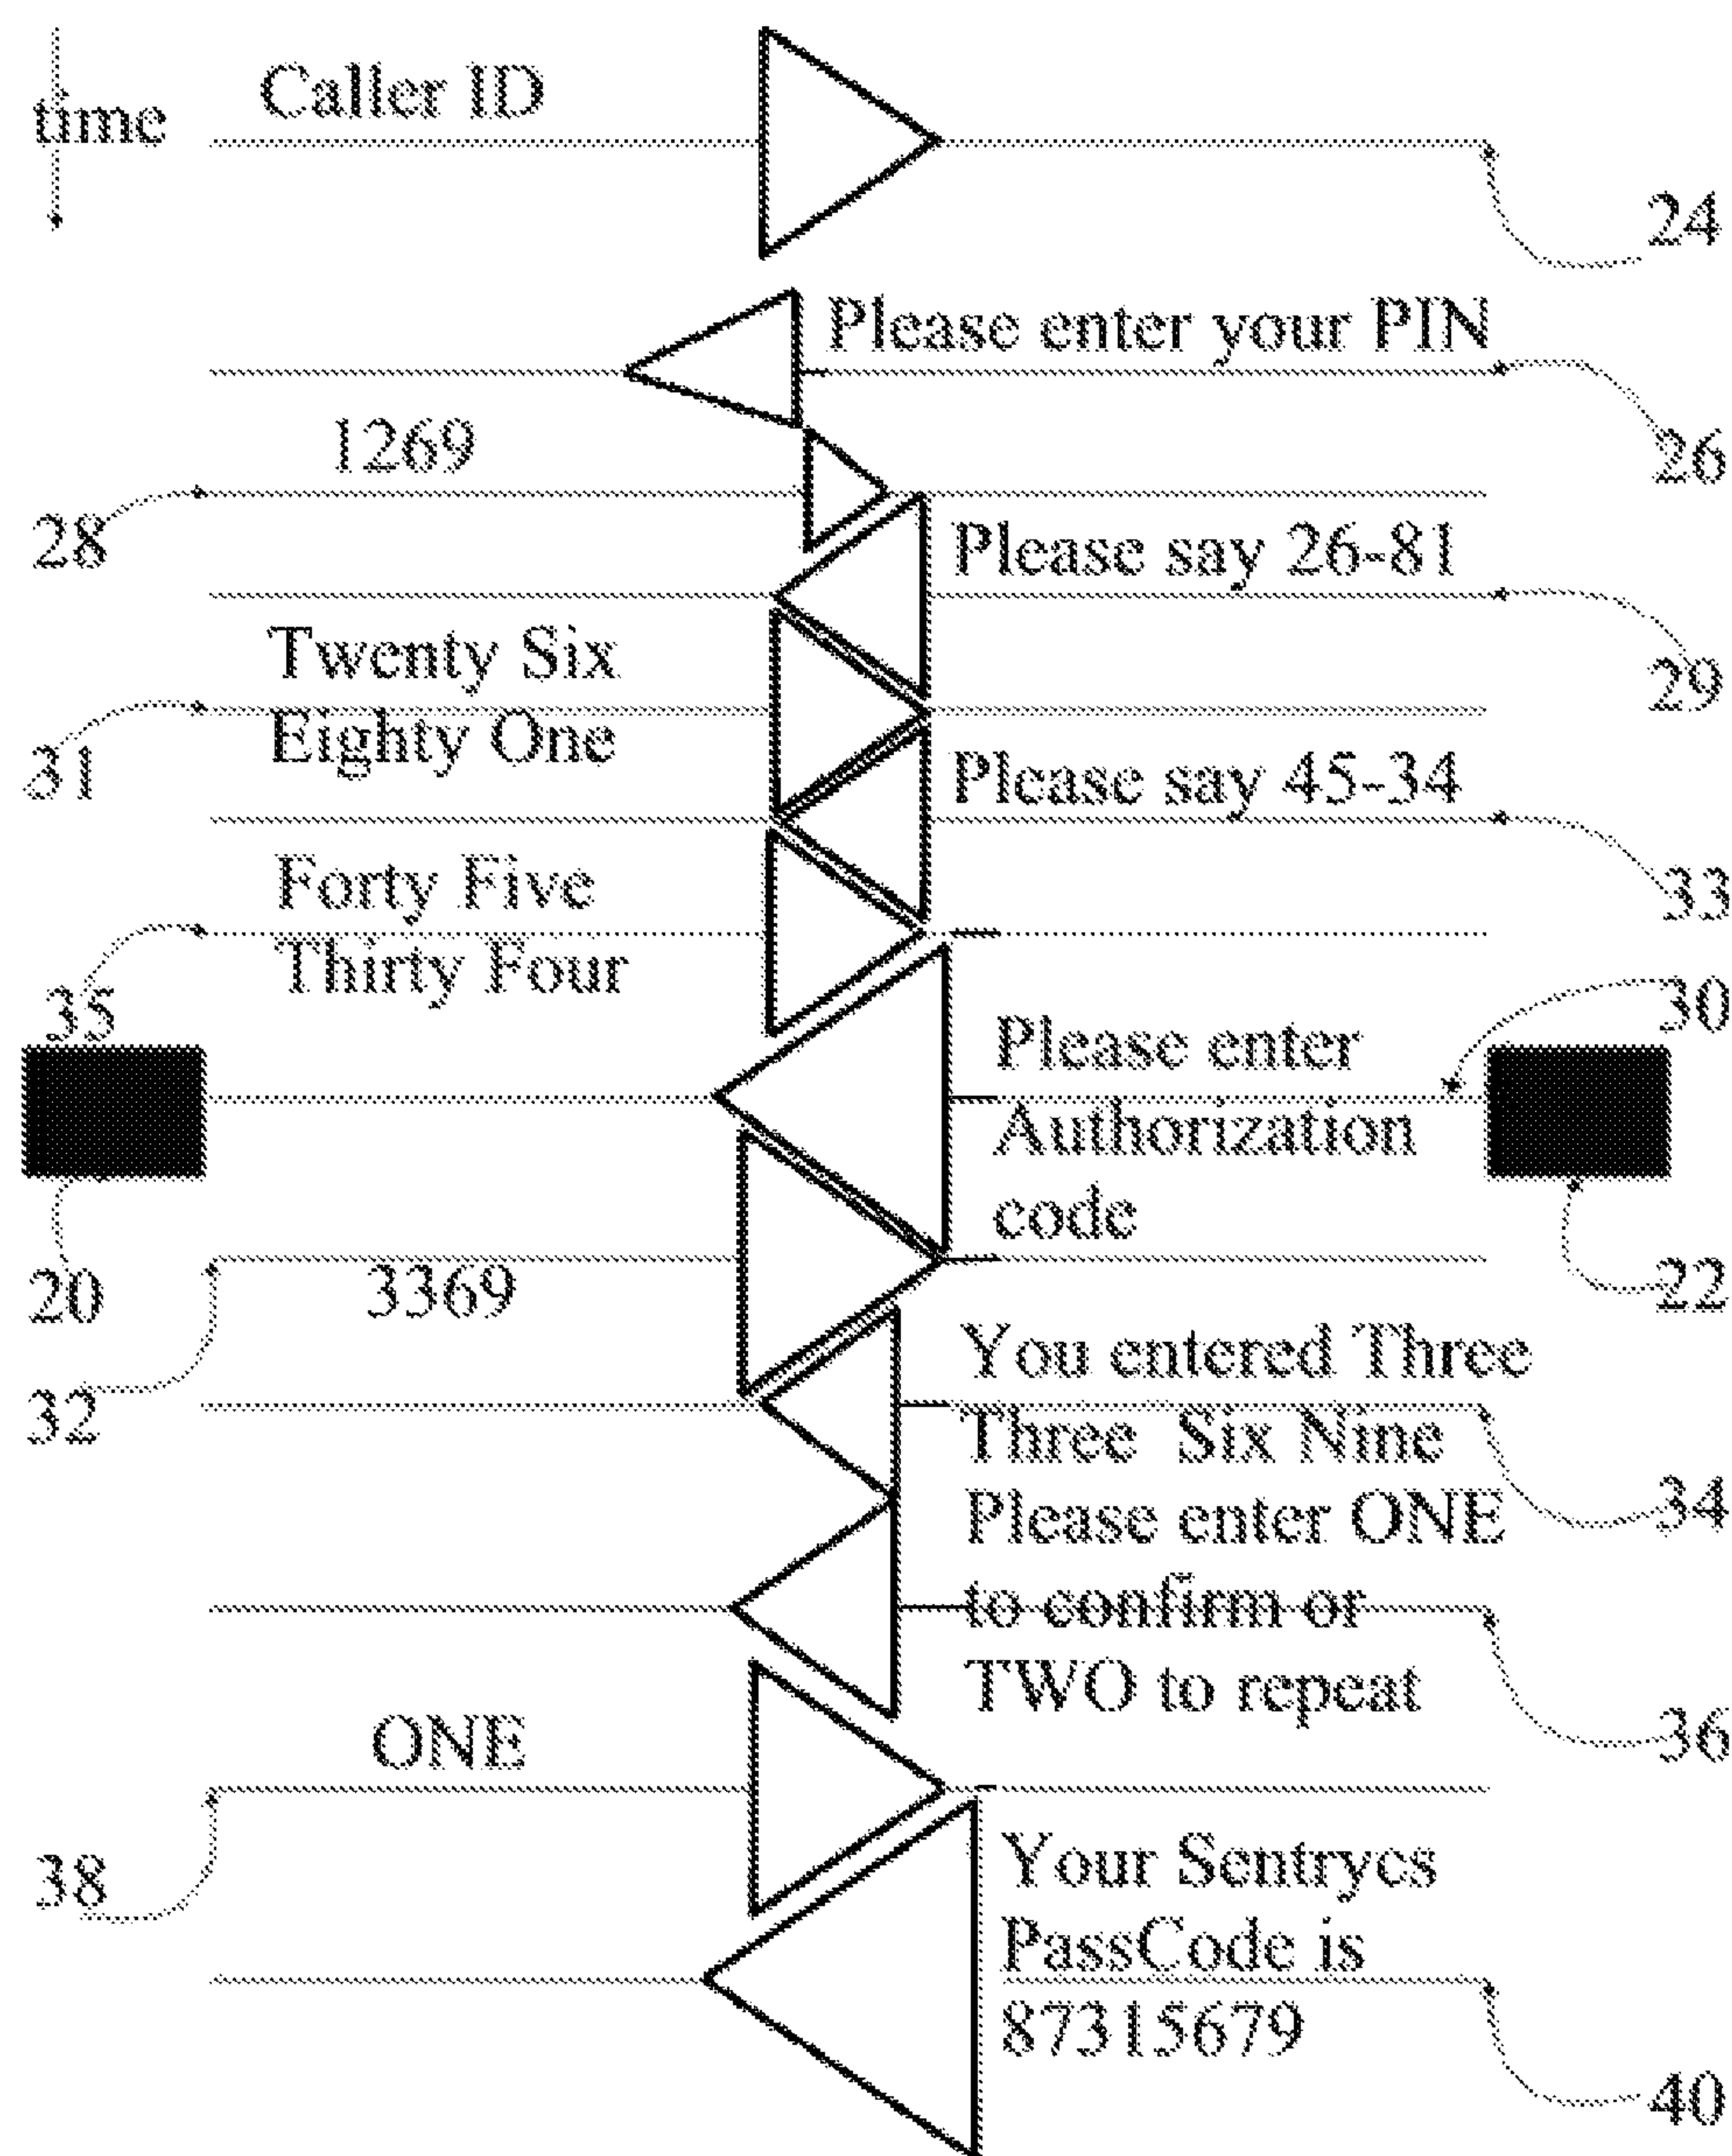 time
Caller ID
24
Please enter your PIN
26
1269
28
Please say 26-81
29
Twenty Six
Eighty One
31
Please say 45-34
33
Forty Five
Thirty Four
35
30
Please enter
Authorization
code
20
22
3369
32
You entered Three
Three Six Nine
34
Please enter ONE
to confirm or
TWO to repeat
36
ONE
38
Your Sentrycs
PassCode is
87315679
40